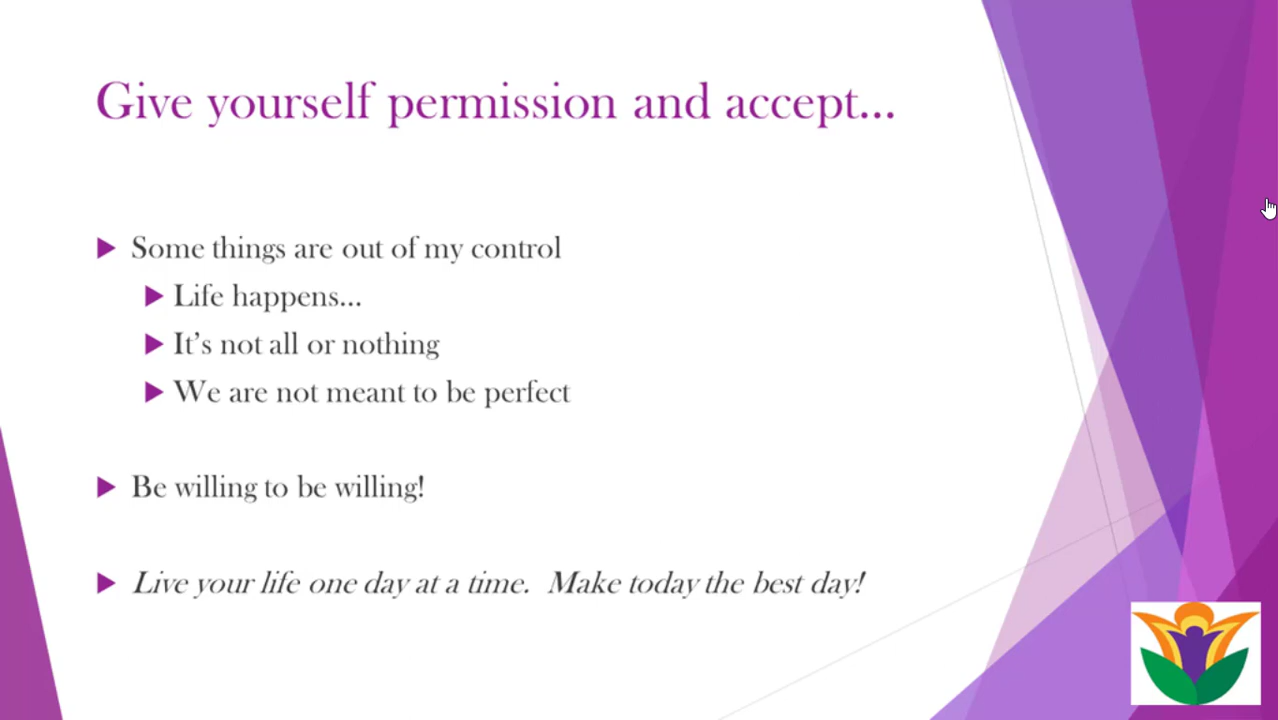 Give yourself permission and accept...
Some things are out of my control
Life happens...
It's not all or nothing
We are not meant to be perfect
Be willing to be willing!
Live your life one day at a time.  Make today the best day!